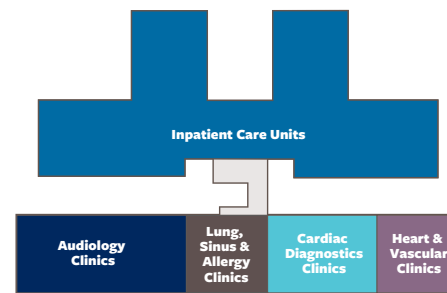 Inpatient Care Units
Audiology
Clinics
Lung,
Sinus &
Allergy
Clinics
Cardiac
Diagnostics
Clinics
Heart &
Vascular
Clinics